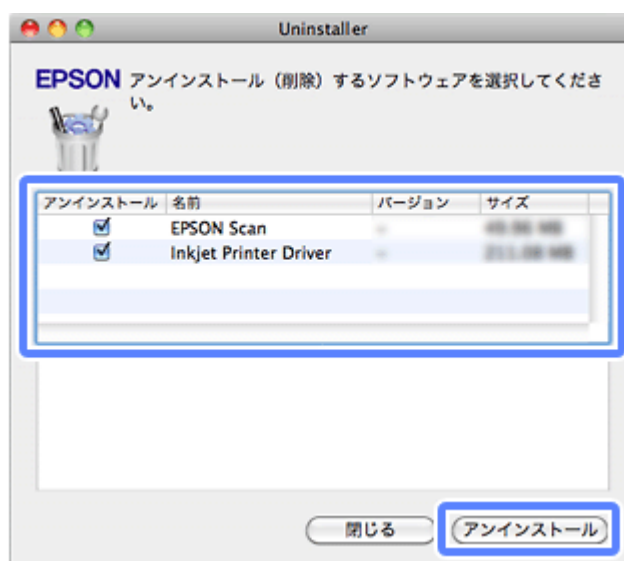 Uninstaller
EPSON アンインストール（削除）するソフトウェアを選択してくださ
い。
アンインストール 名前 バージョン サイズ
EPSON Scan
Inkjet Printer Driver
閉じる アンインストール